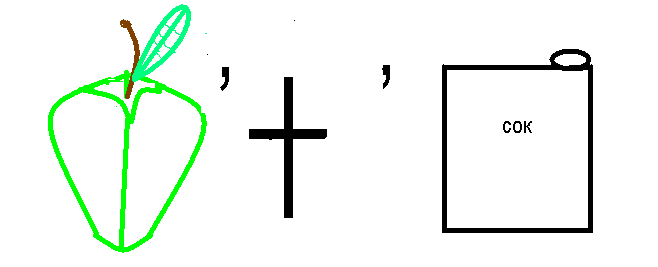 , + ,
сок